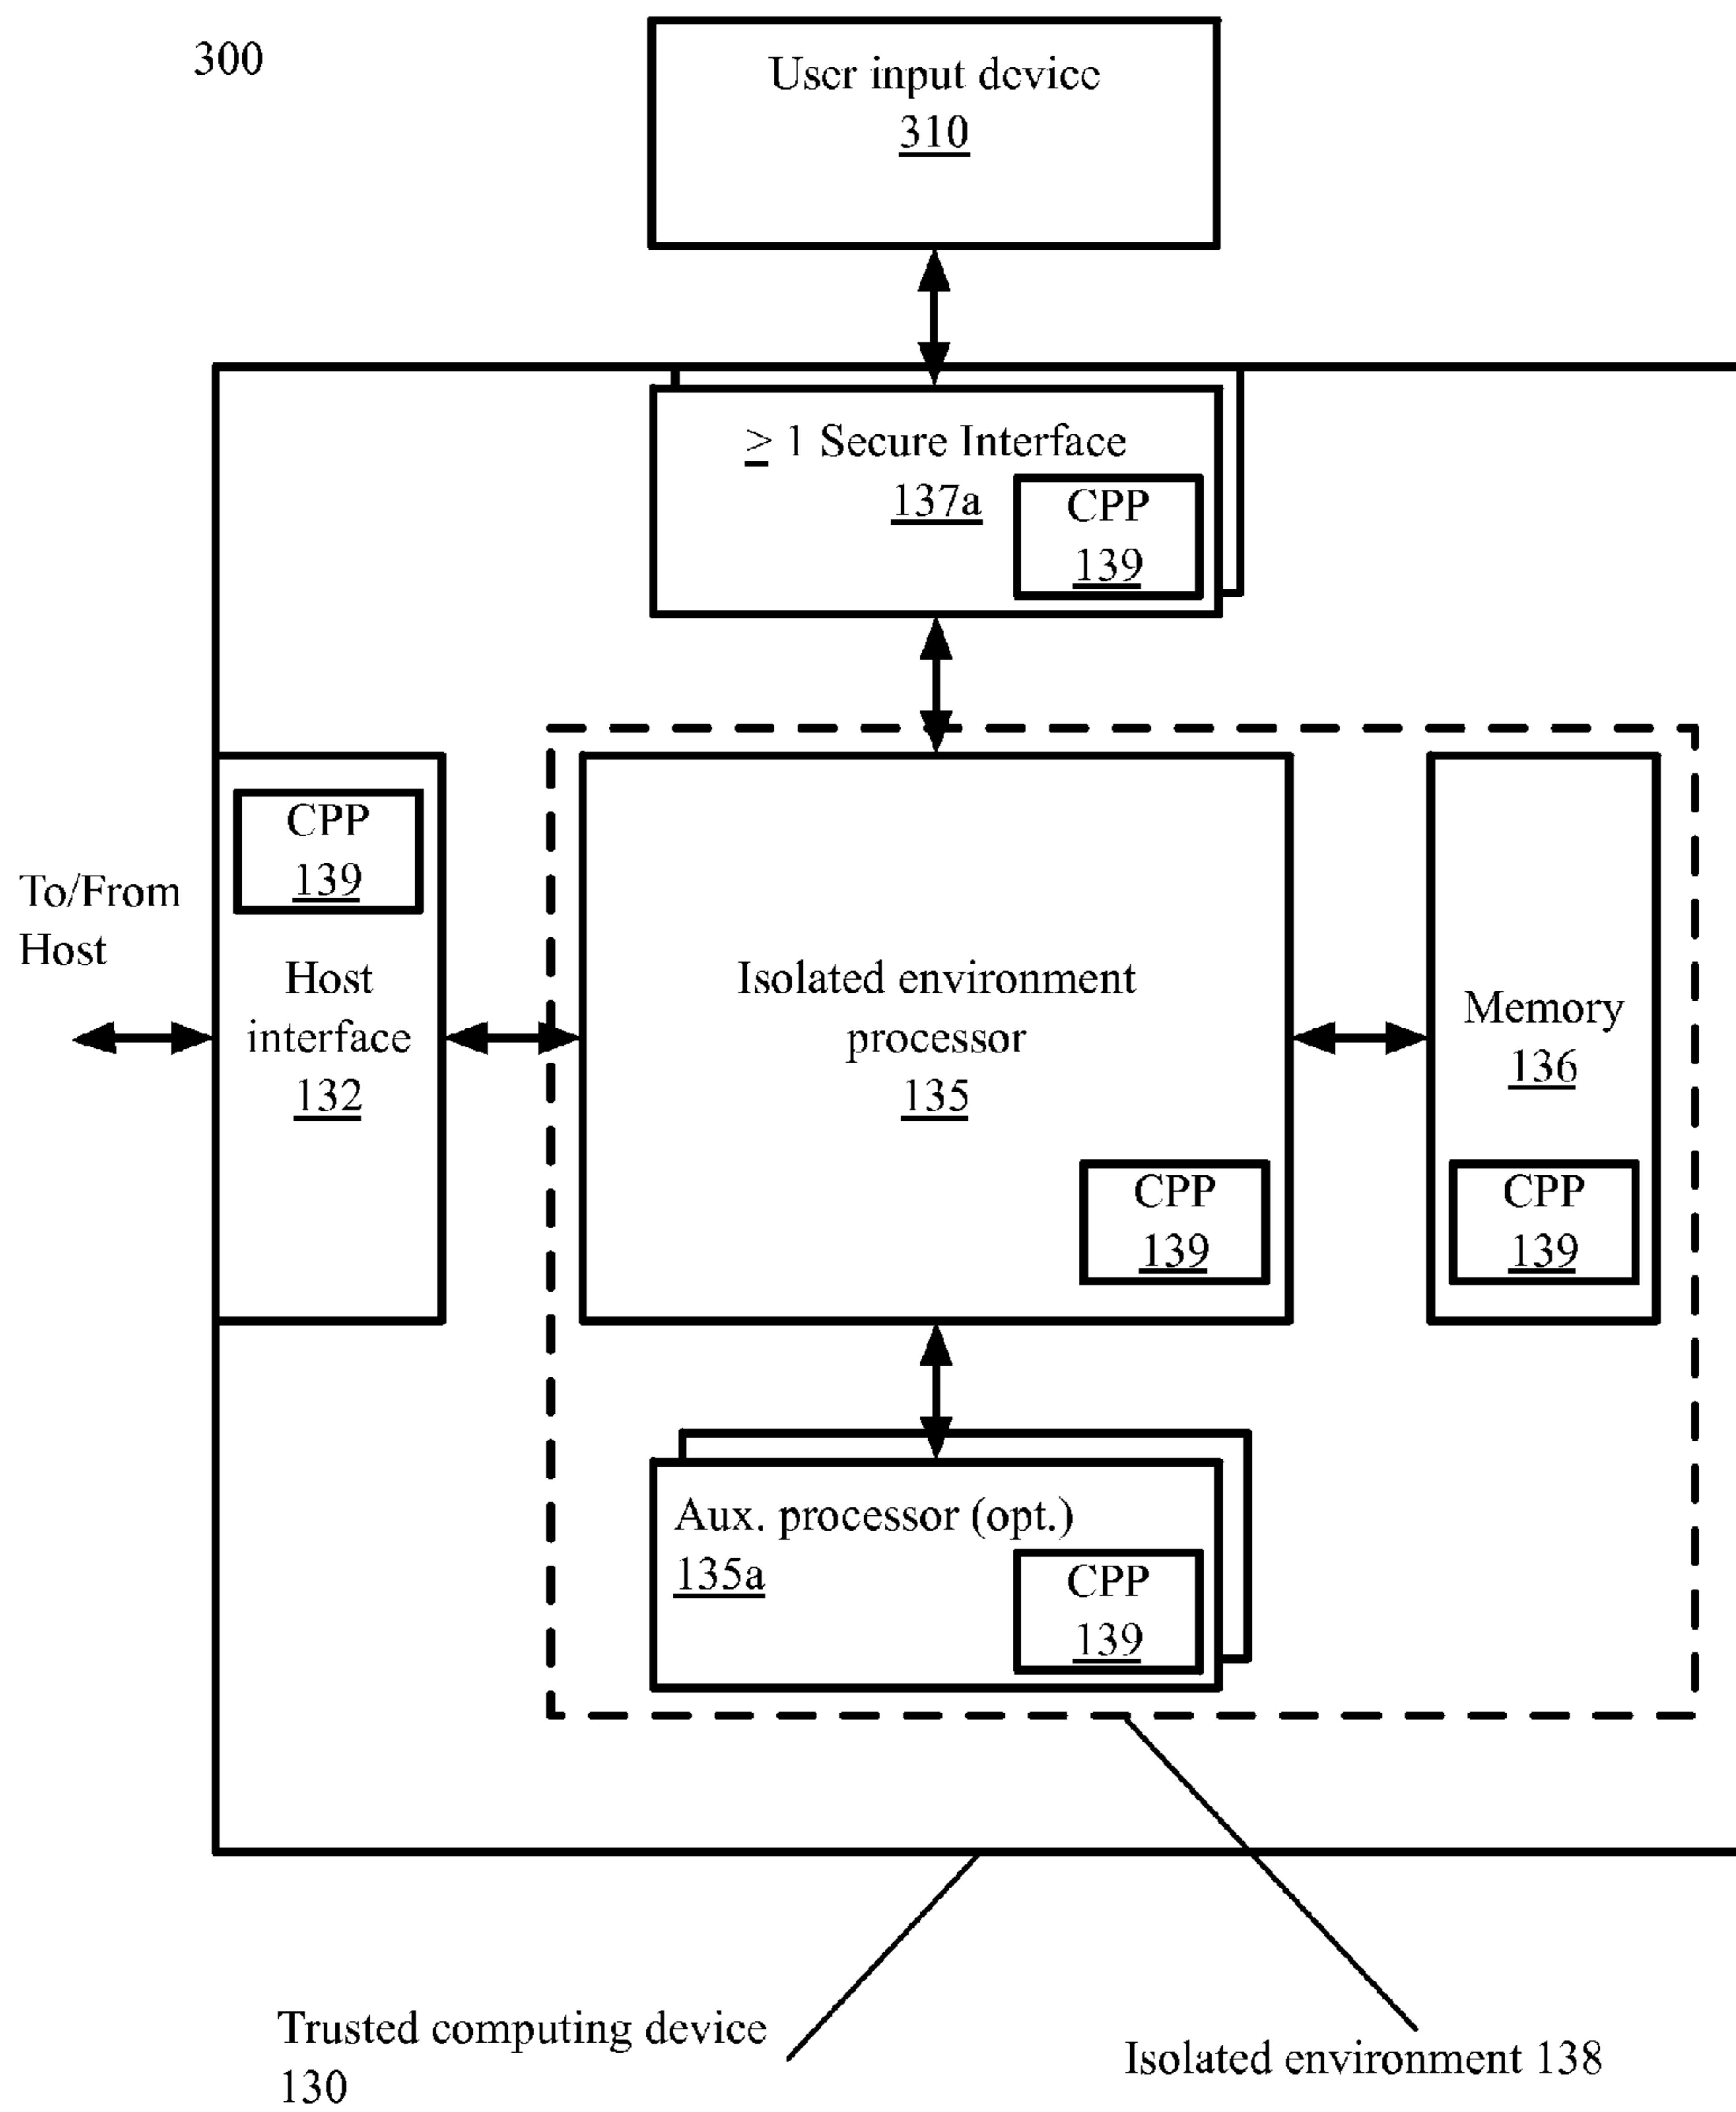 300
User input device
310
≥ 1 Secure Interface
137a
CPP
139
CPP
139
To/From
Host
Host
interface
132
Isolated environment
processor
135
CPP
139
Memory
136
CPP
139
Aux. processor (opt.)
135a
CPP
139
Trusted computing device
130
Isolated environment 138